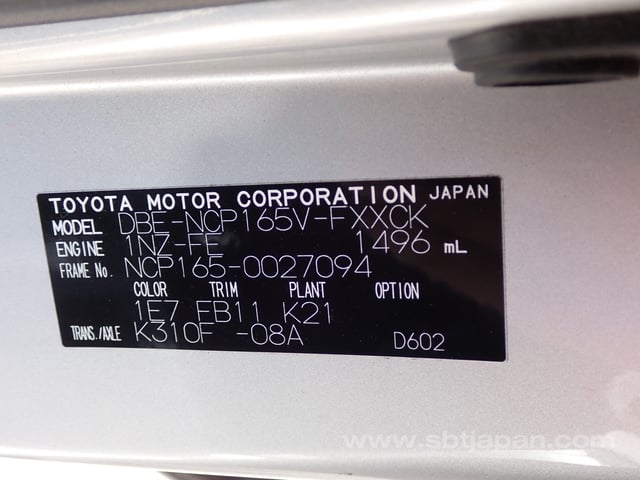 TOYOTA MOTOR CORPORATION JAPAN
MODEL DBE-NCP165V-FXXCK
ENGINE 1NZ-FE 1496 mL
FRAME No. NCP165-0027094
COLOR TRIM PLANT OPTION
1E7 FB11 K21
TRANS./AXLE K310F -08A D602
www.sbtjapan.com